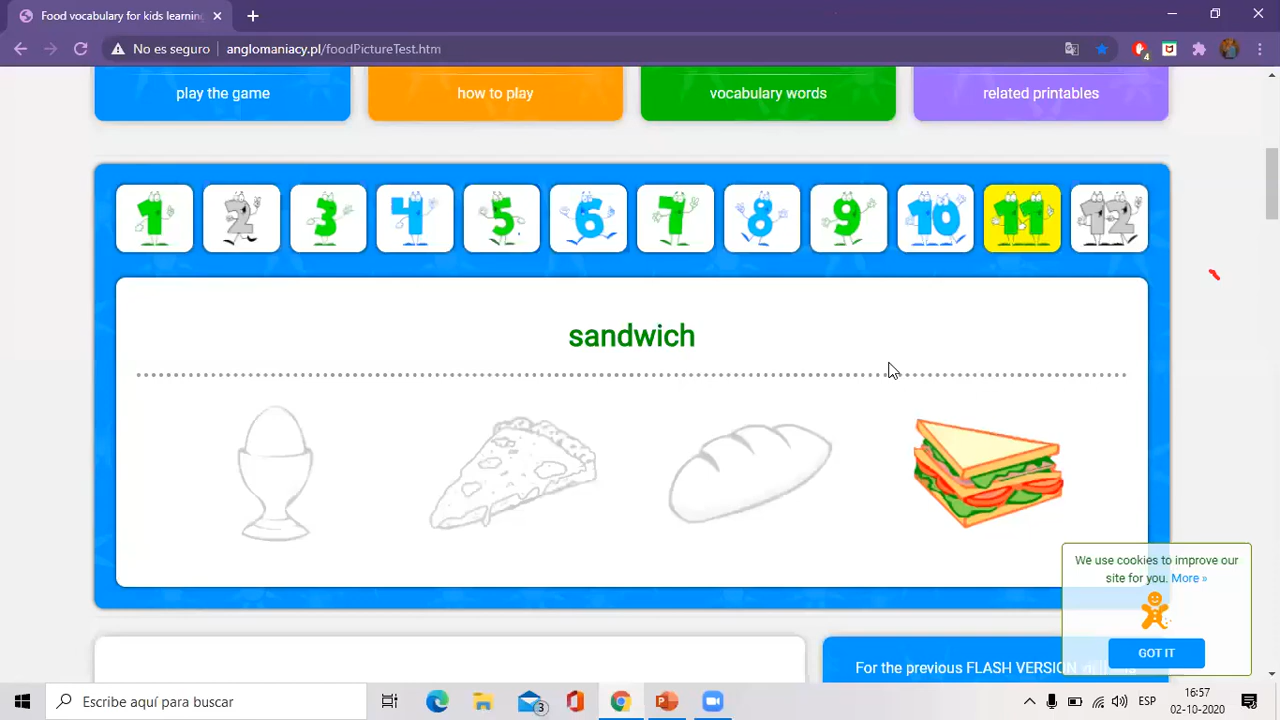 Food vocabulary for kids learning
No es seguro
anglomaniacy.pl/foodPictureTest.htm
4
play the game
how to play
vocabulary words
related printables
1 2 3 4 5 6 7 8 9 10 11 12
sandwich
We use cookies to improve our
site for you. More »
GOT IT
For the previous FLASH VERSION
Escribe aquí para buscar
3
ESP
16:57
02-10-2020